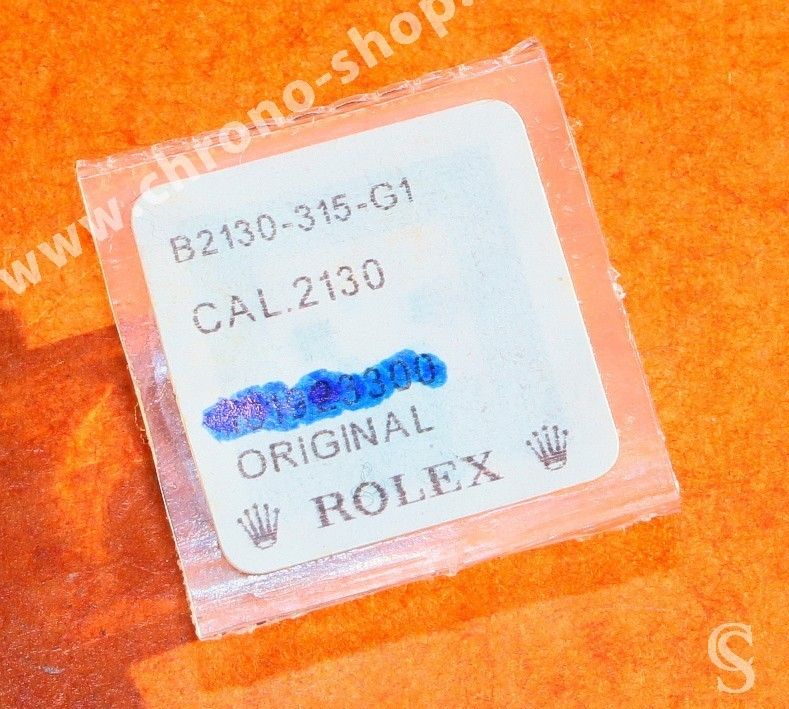 www.chrono-shop.
B2130-315-G1
CAL.2130
ORIGINAL
ROLEX